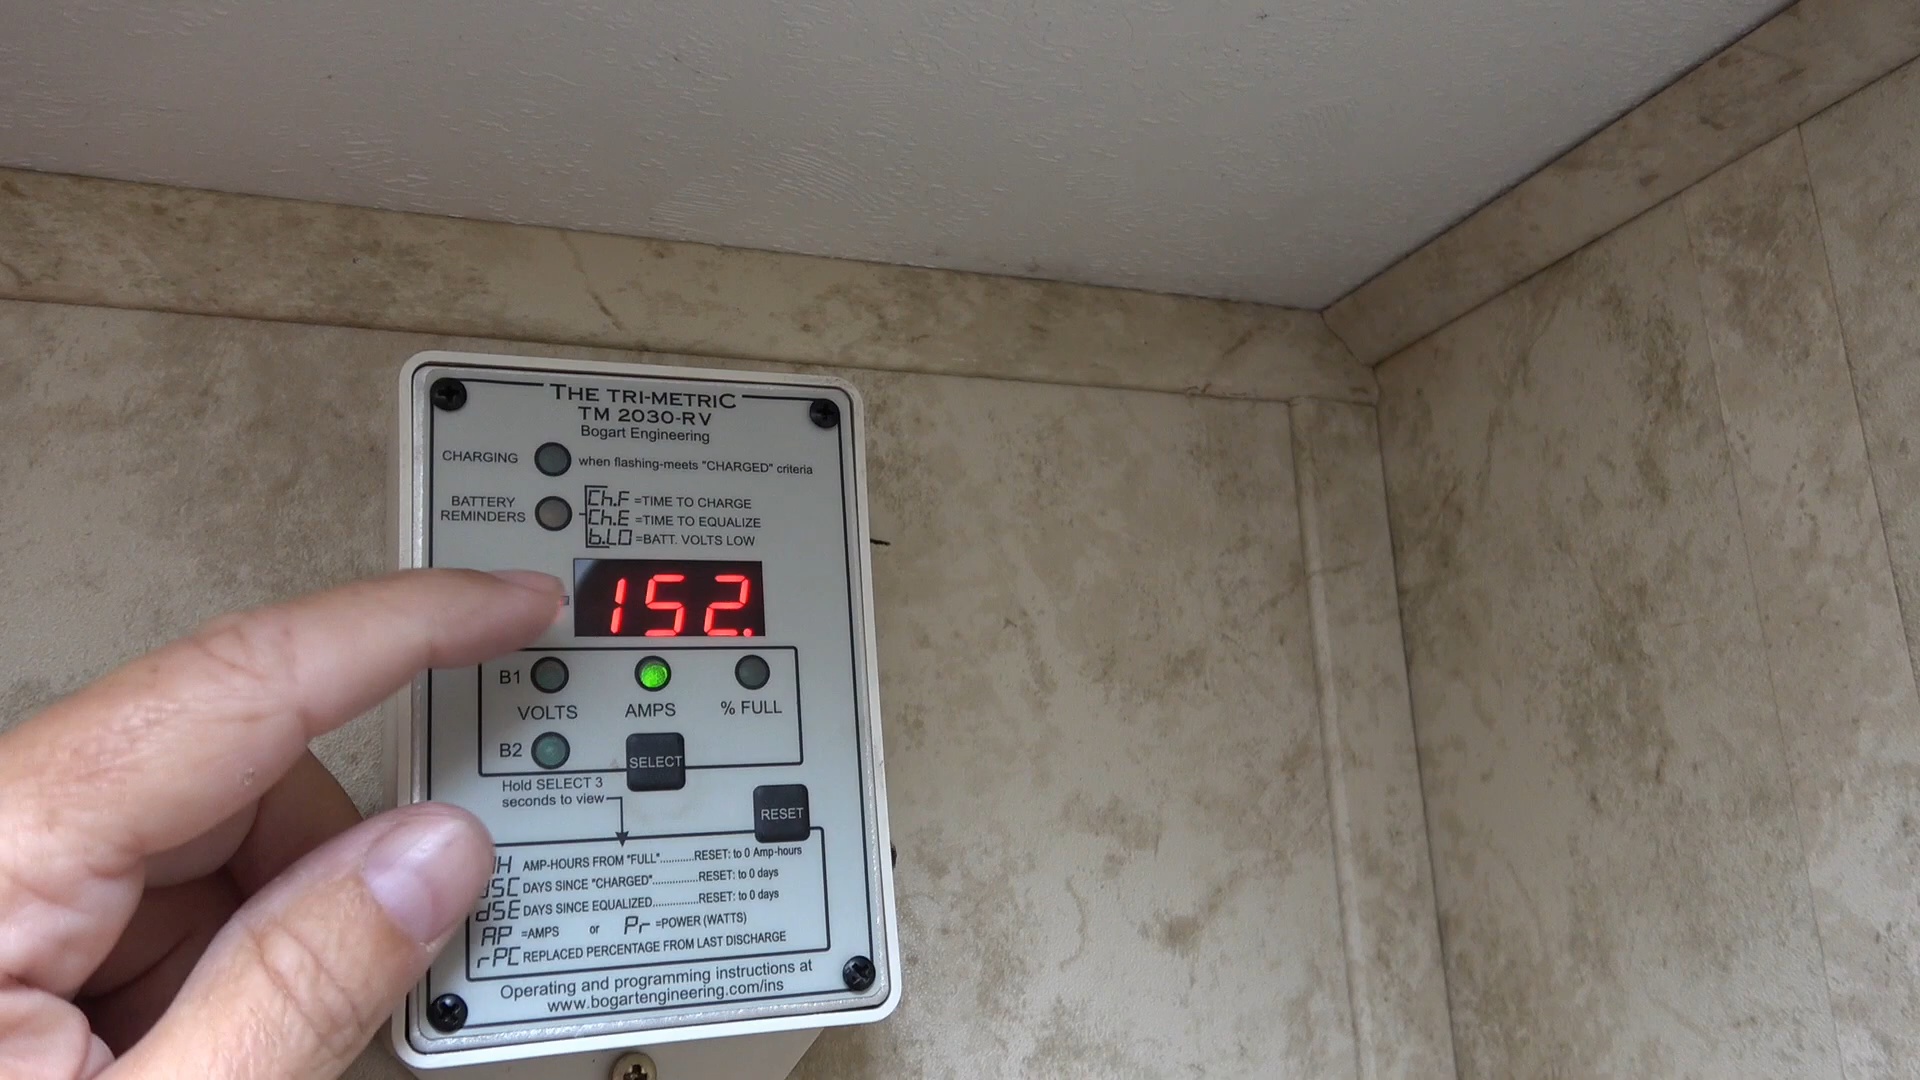 THE TRI-METRIC
TM 2030-RV
Bogart Engineering
CHARGING when flashing-meets "CHARGED" criteria
BATTERY REMINDERS
Ch.F =TIME TO CHARGE
Ch.E =TIME TO EQUALIZE
b.LO =BATT. VOLTS LOW
152.
B1
VOLTS AMPS % FULL
B2
SELECT
Hold SELECT 3
seconds to view
RESET
AH AMP-HOURS FROM "FULL"............RESET: to 0 Amp-hours
dSC DAYS SINCE "CHARGED"................RESET: to 0 days
dSE DAYS SINCE EQUALIZED................RESET: to 0 days
AP =AMPS or Pr =POWER (WATTS)
rPC REPLACED PERCENTAGE FROM LAST DISCHARGE
Operating and programming instructions at
www.bogartengineering.com/ins